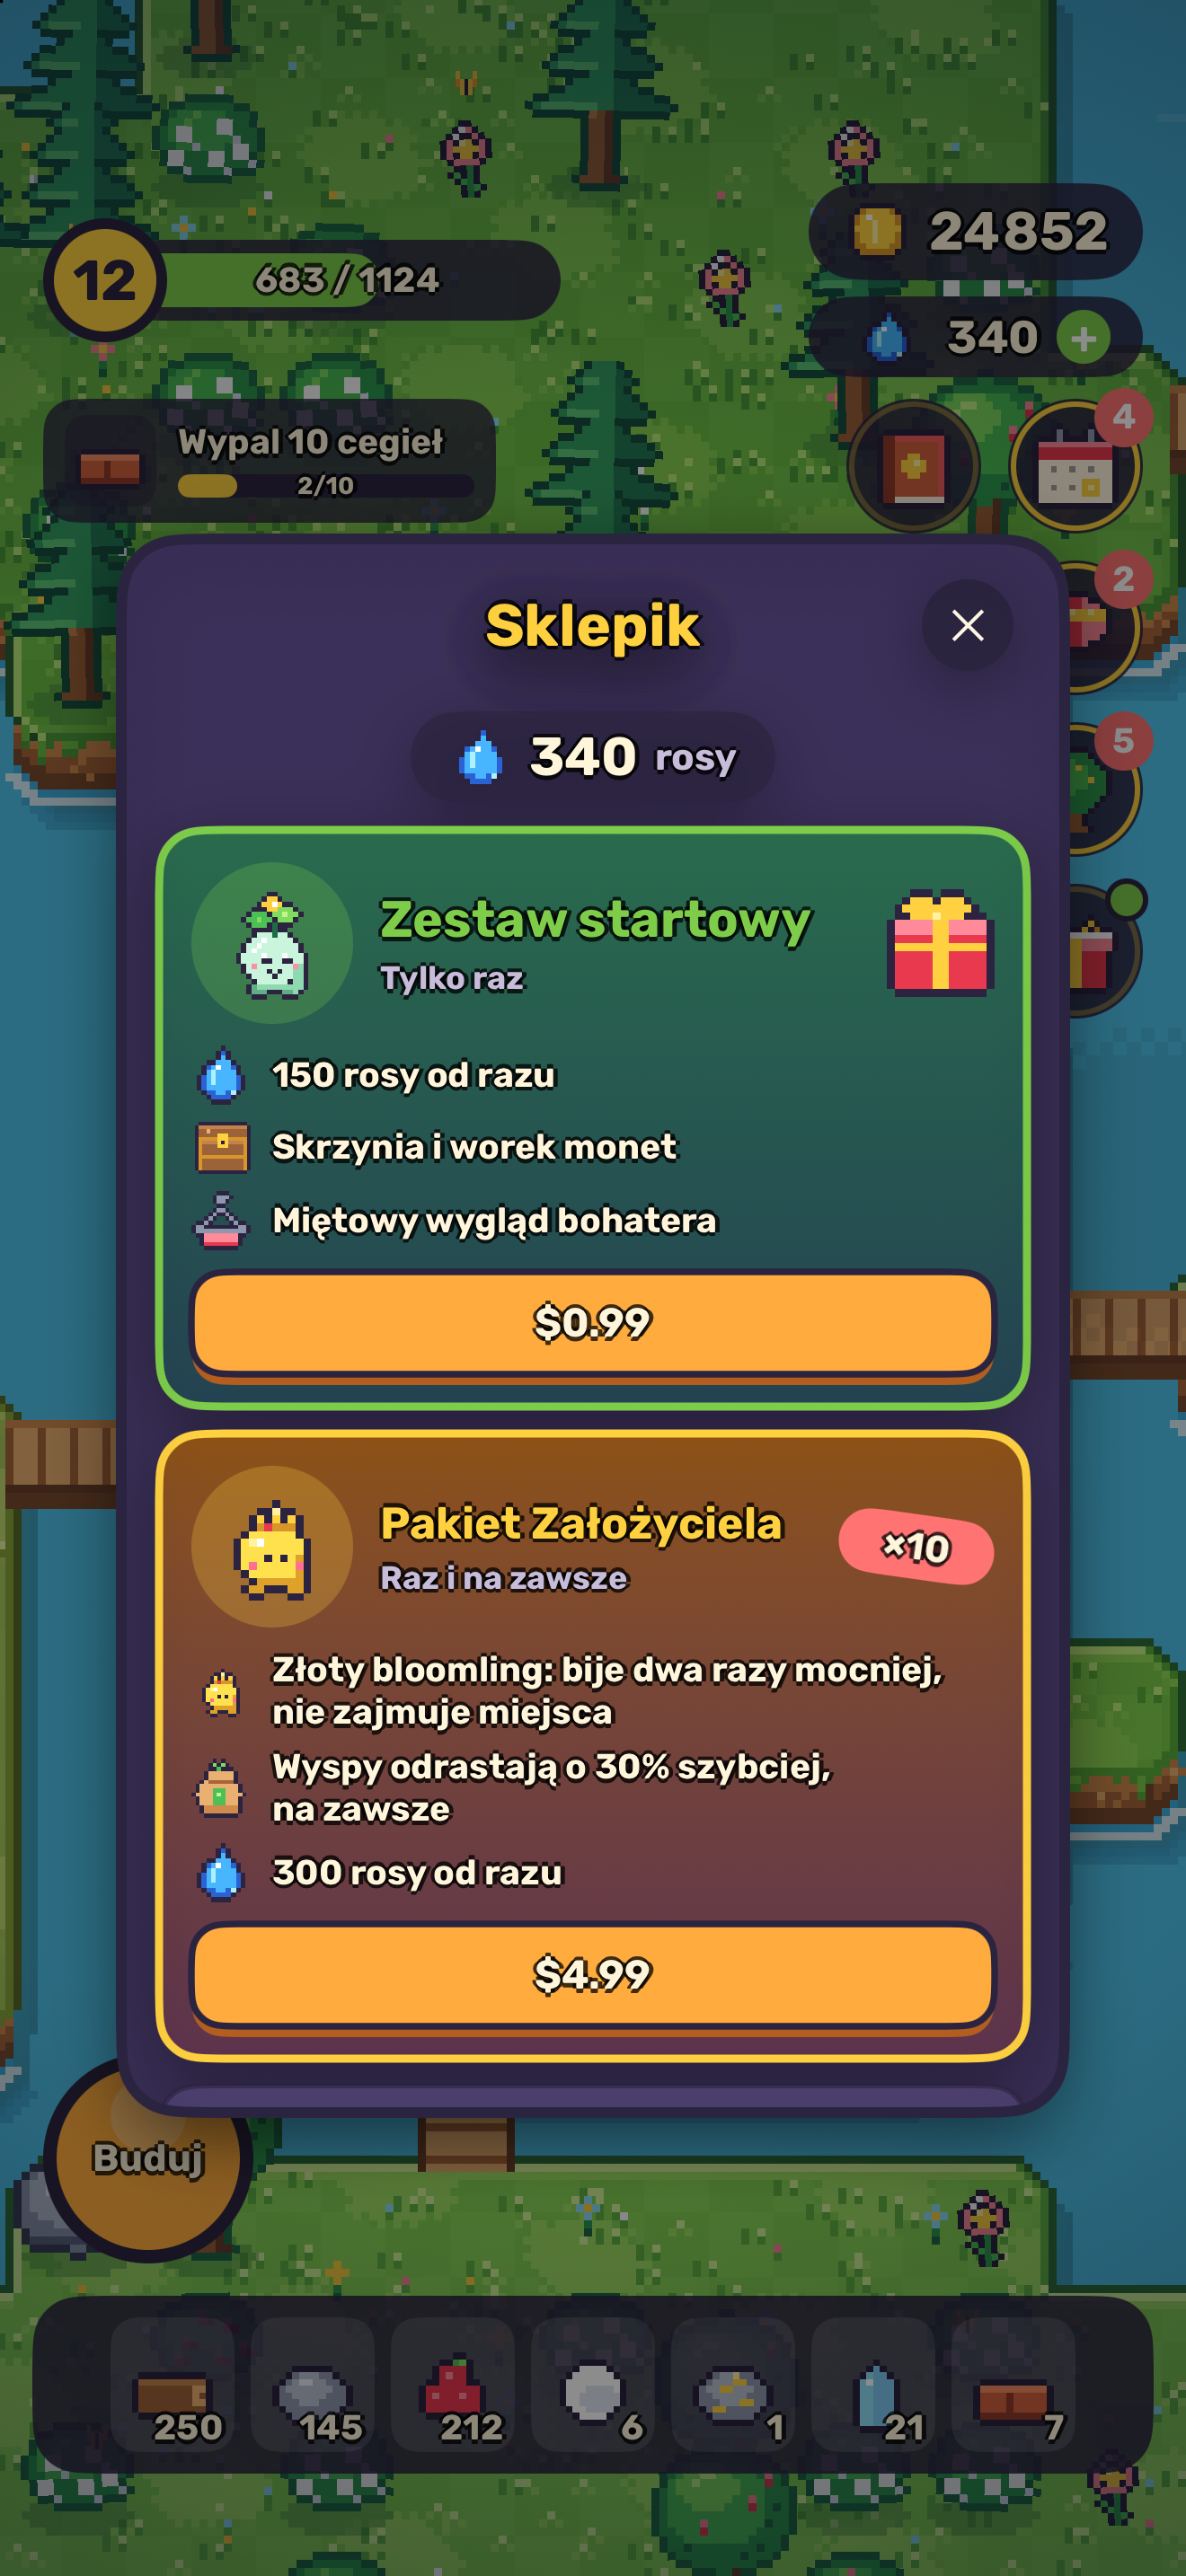 24852
12
683 / 1124
340 +
Wypal 10 cegieł
2/10
4
2
5
Sklepik
340 rosy
Zestaw startowy
Tylko raz
150 rosy od razu
Skrzynia i worek monet
Miętowy wygląd bohatera
$0.99
Pakiet Założyciela
×10
Raz i na zawsze
Złoty bloomling: bije dwa razy mocniej,
nie zajmuje miejsca
Wyspy odrastają o 30% szybciej,
na zawsze
300 rosy od razu
$4.99
Buduj
250 145 212 6 1 21 7